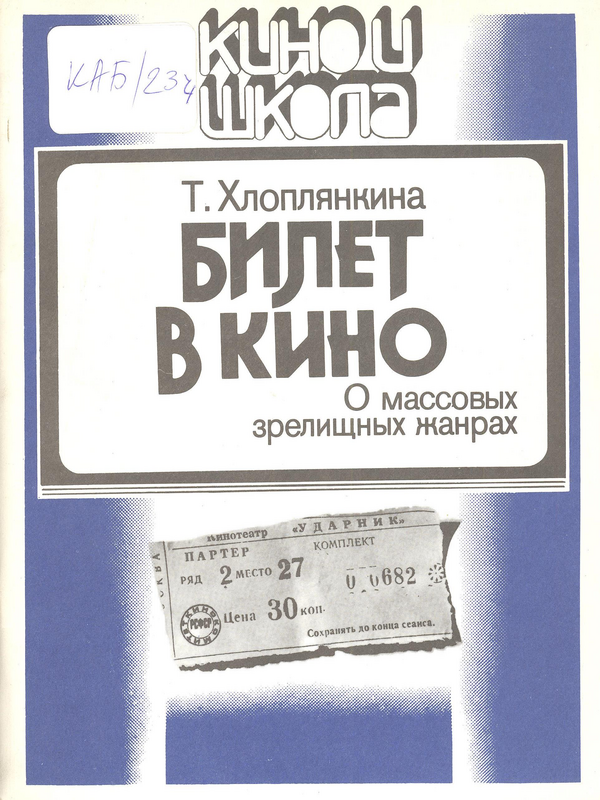 КАБ/234
КИНО И
ШКОЛА
Т. Хлоплянкина
БИЛЕТ
В КИНО
О массовых
зрелищных жанрах
Кинотеатр «УДАРНИК»
ПАРТЕР
КОМПЛЕКТ
РЯД 2 МЕСТО 27
0 0682
Цена 30 коп.
РСФСР
Сохранять до конца сеанса.